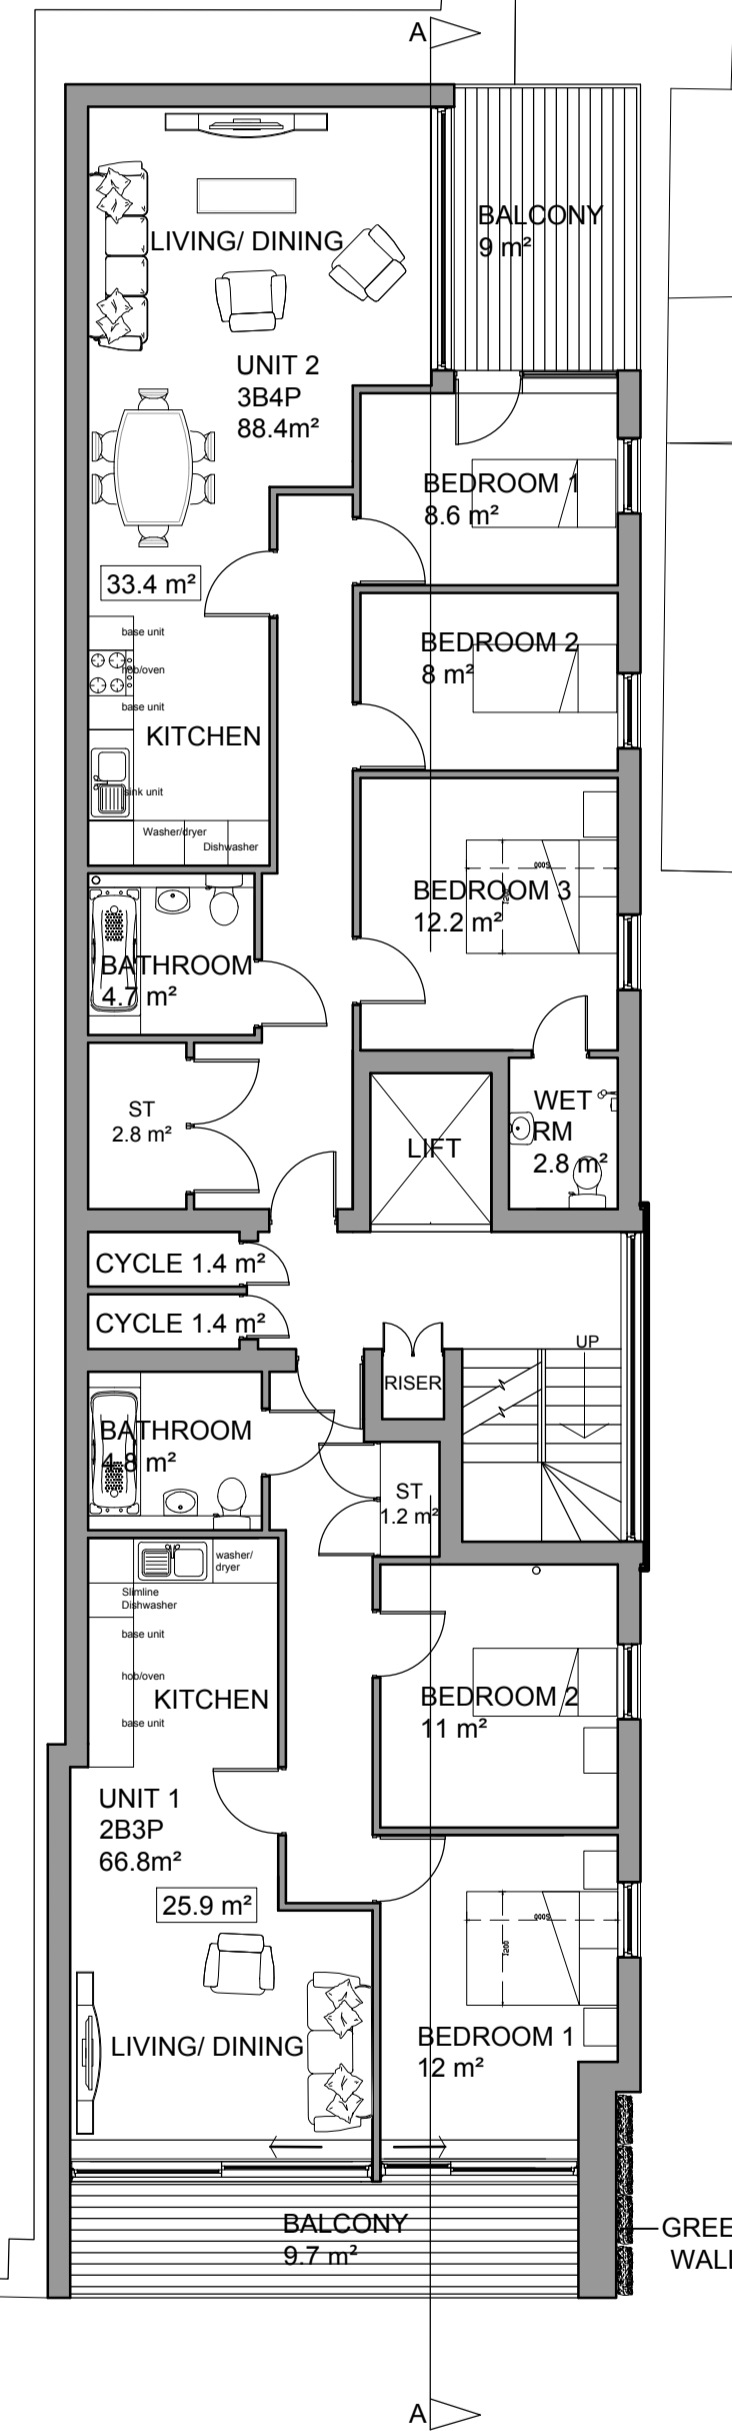 A
BALCONY
9 m²
LIVING/ DINING
UNIT 2
3B4P
88.4m²
BEDROOM 1
8.6 m²
33.4 m²
base unit
hob/oven
base unit
BEDROOM 2
8 m²
KITCHEN
sink unit
Washer/dryer
Dishwasher
BEDROOM 3
12.2 m²
BATHROOM
4.7 m²
ST
2.8 m²
LIFT
WET
RM
2.8 m²
CYCLE 1.4 m²
CYCLE 1.4 m²
UP
RISER
BATHROOM
4.8 m²
ST
1.2 m²
washer/
dryer
Slimline
Dishwasher
base unit
hob/oven
base unit
KITCHEN
BEDROOM 2
11 m²
UNIT 1
2B3P
66.8m²
25.9 m²
LIVING/ DINING
BEDROOM 1
12 m²
BALCONY
9.7 m²
GREE
WALL
A